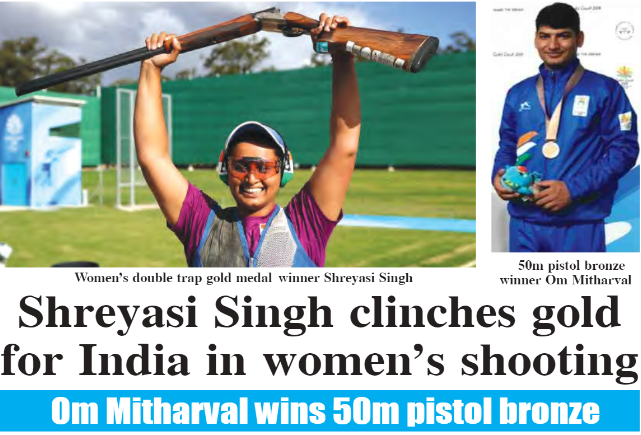 Women's double trap gold medal winner Shreyasi Singh
50m pistol bronze
winner Om Mitharval
Shreyasi Singh clinches gold
for India in women's shooting
Om Mitharval wins 50m pistol bronze